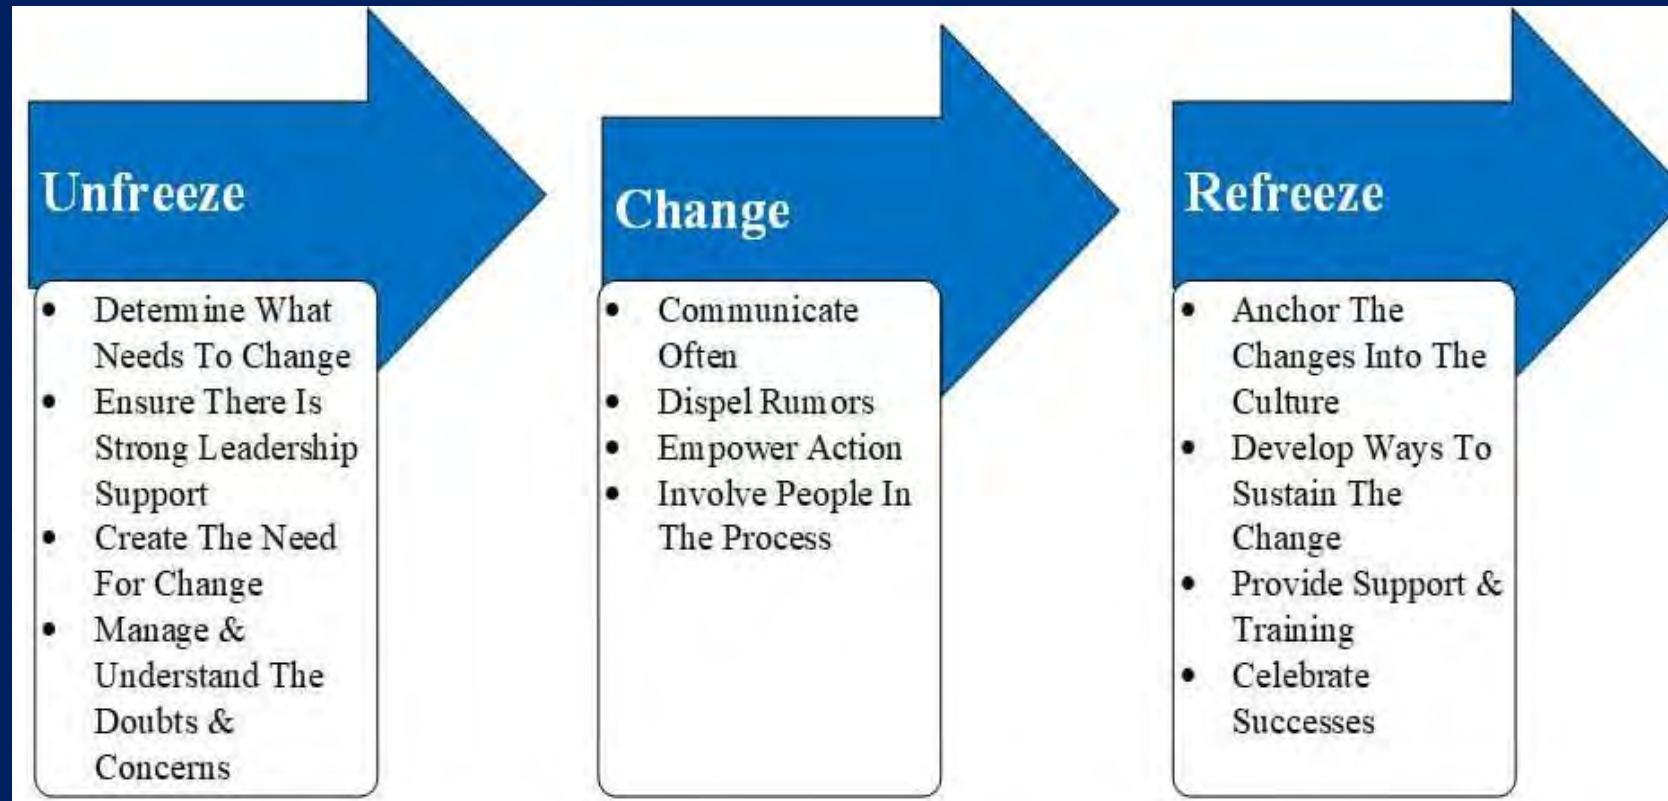 Unfreeze
• Determine What
Needs To Change
• Ensure There Is
Strong Leadership
Support
• Create The Need
For Change
• Manage &
Understand The
Doubts &
Concerns
Change
• Communicate
Often
• Dispel Rumors
• Empower Action
• Involve People In
The Process
Refreeze
• Anchor The
Changes Into The
Culture
• Develop Ways To
Sustain The
Change
• Provide Support &
Training
• Celebrate
Successes